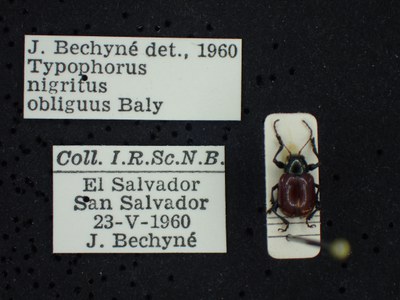 J. Bechyné det., 1960
Typophorus
nigritus
obliguus Baly
Coll. I.R.Sc.N.B.
El Salvador
San Salvador
23-V-1960
J. Bechyné